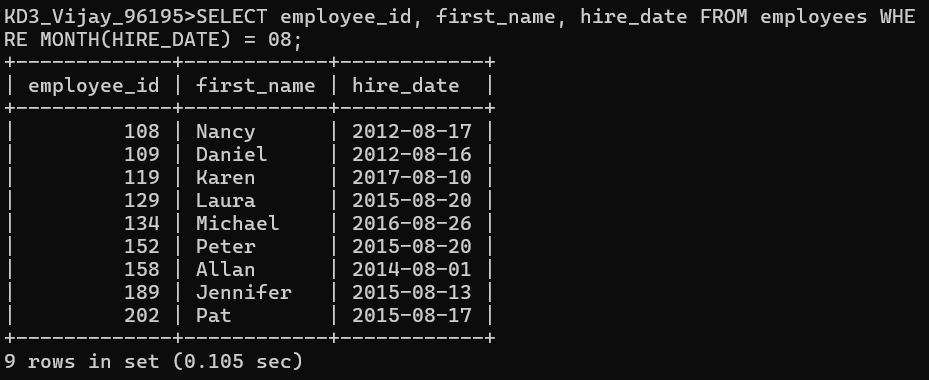 KD3_Vijay_96195>SELECT employee_id, first_name, hire_date FROM employees WHE
RE MONTH(HIRE_DATE) = 08;
+-------------+------------+------------+
| employee_id | first_name | hire_date  |
+-------------+------------+------------+
|         108 | Nancy      | 2012-08-17 |
|         109 | Daniel     | 2012-08-16 |
|         119 | Karen      | 2017-08-10 |
|         129 | Laura      | 2015-08-20 |
|         134 | Michael    | 2016-08-26 |
|         152 | Peter      | 2015-08-20 |
|         158 | Allan      | 2014-08-01 |
|         189 | Jennifer   | 2015-08-13 |
|         202 | Pat        | 2015-08-17 |
+-------------+------------+------------+
9 rows in set (0.105 sec)